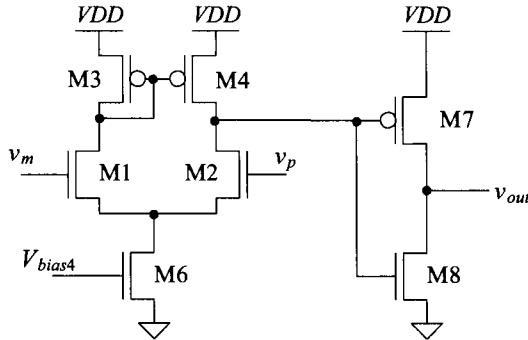 VDD VDD VDD
M3 M4
M7
v_m M1 M2 v_p
v_out
V_bias4 M6 M8